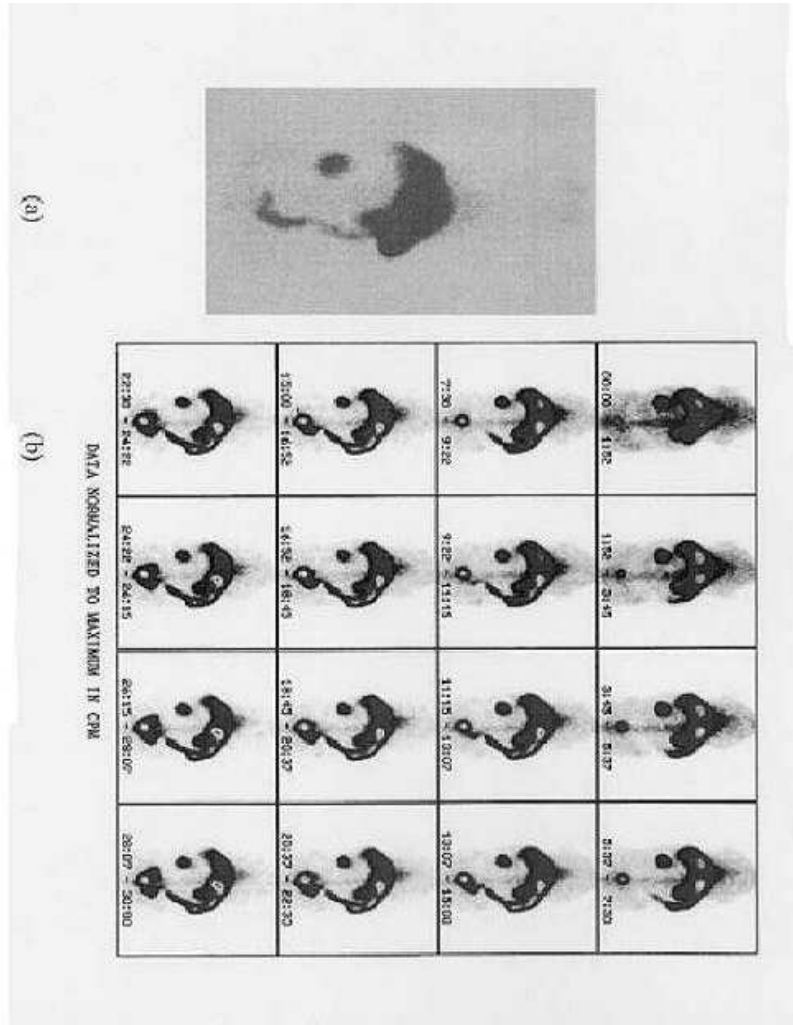 00:00 - 1:52
1:52 - 3:45
3:45 - 5:37
5:37 - 7:30
7:30 - 9:22
9:22 - 11:15
11:15 - 13:07
13:07 - 15:00
15:00 - 16:52
16:52 - 18:45
18:45 - 20:37
20:37 - 22:30
22:30 - 24:22
24:22 - 26:15
26:15 - 28:07
28:07 - 30:00
DATA NORMALIZED TO MAXIMUM IN CPM
(a)
(b)